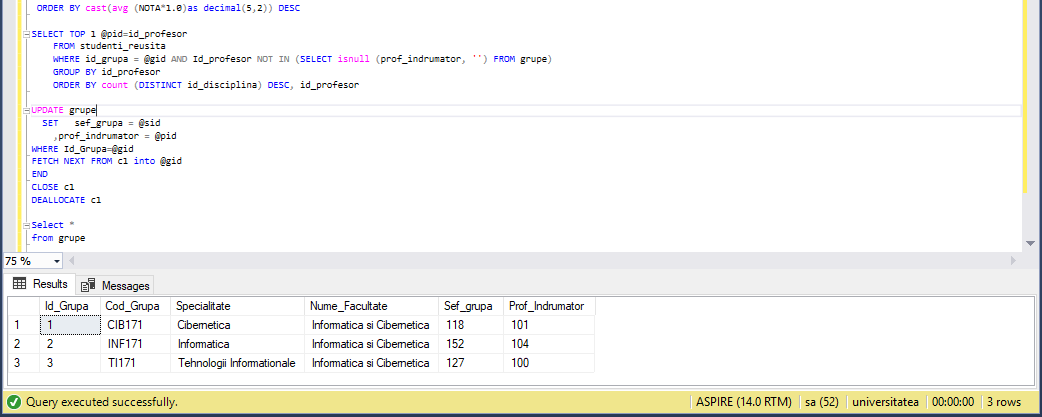 ORDER BY cast(avg (NOTA*1.0)as decimal(5,2)) DESC
SELECT TOP 1 @pid=id_profesor
FROM studenti_reusita
WHERE id_grupa = @gid AND Id_profesor NOT IN (SELECT isnull (prof_indrumator, '') FROM grupe)
GROUP BY id_profesor
ORDER BY count (DISTINCT id_disciplina) DESC, id_profesor
UPDATE grupe
SET sef_grupa = @sid
,prof_indrumator = @pid
WHERE Id_Grupa=@gid
FETCH NEXT FROM c1 into @gid
END
CLOSE c1
DEALLOCATE c1
Select *
from grupe
75 %
Results Messages
Id_Grupa Cod_Grupa Specialitate Nume_Facultate Sef_grupa Prof_Indrumator
1 1 CIB171 Cibernetica Informatica si Cibernetica 118 101
2 2 INF171 Informatica Informatica si Cibernetica 152 104
3 3 TI171 Tehnologii Informationale Informatica si Cibernetica 127 100
Query executed successfully. ASPIRE (14.0 RTM) sa (52) universitatea 00:00:00 3 rows